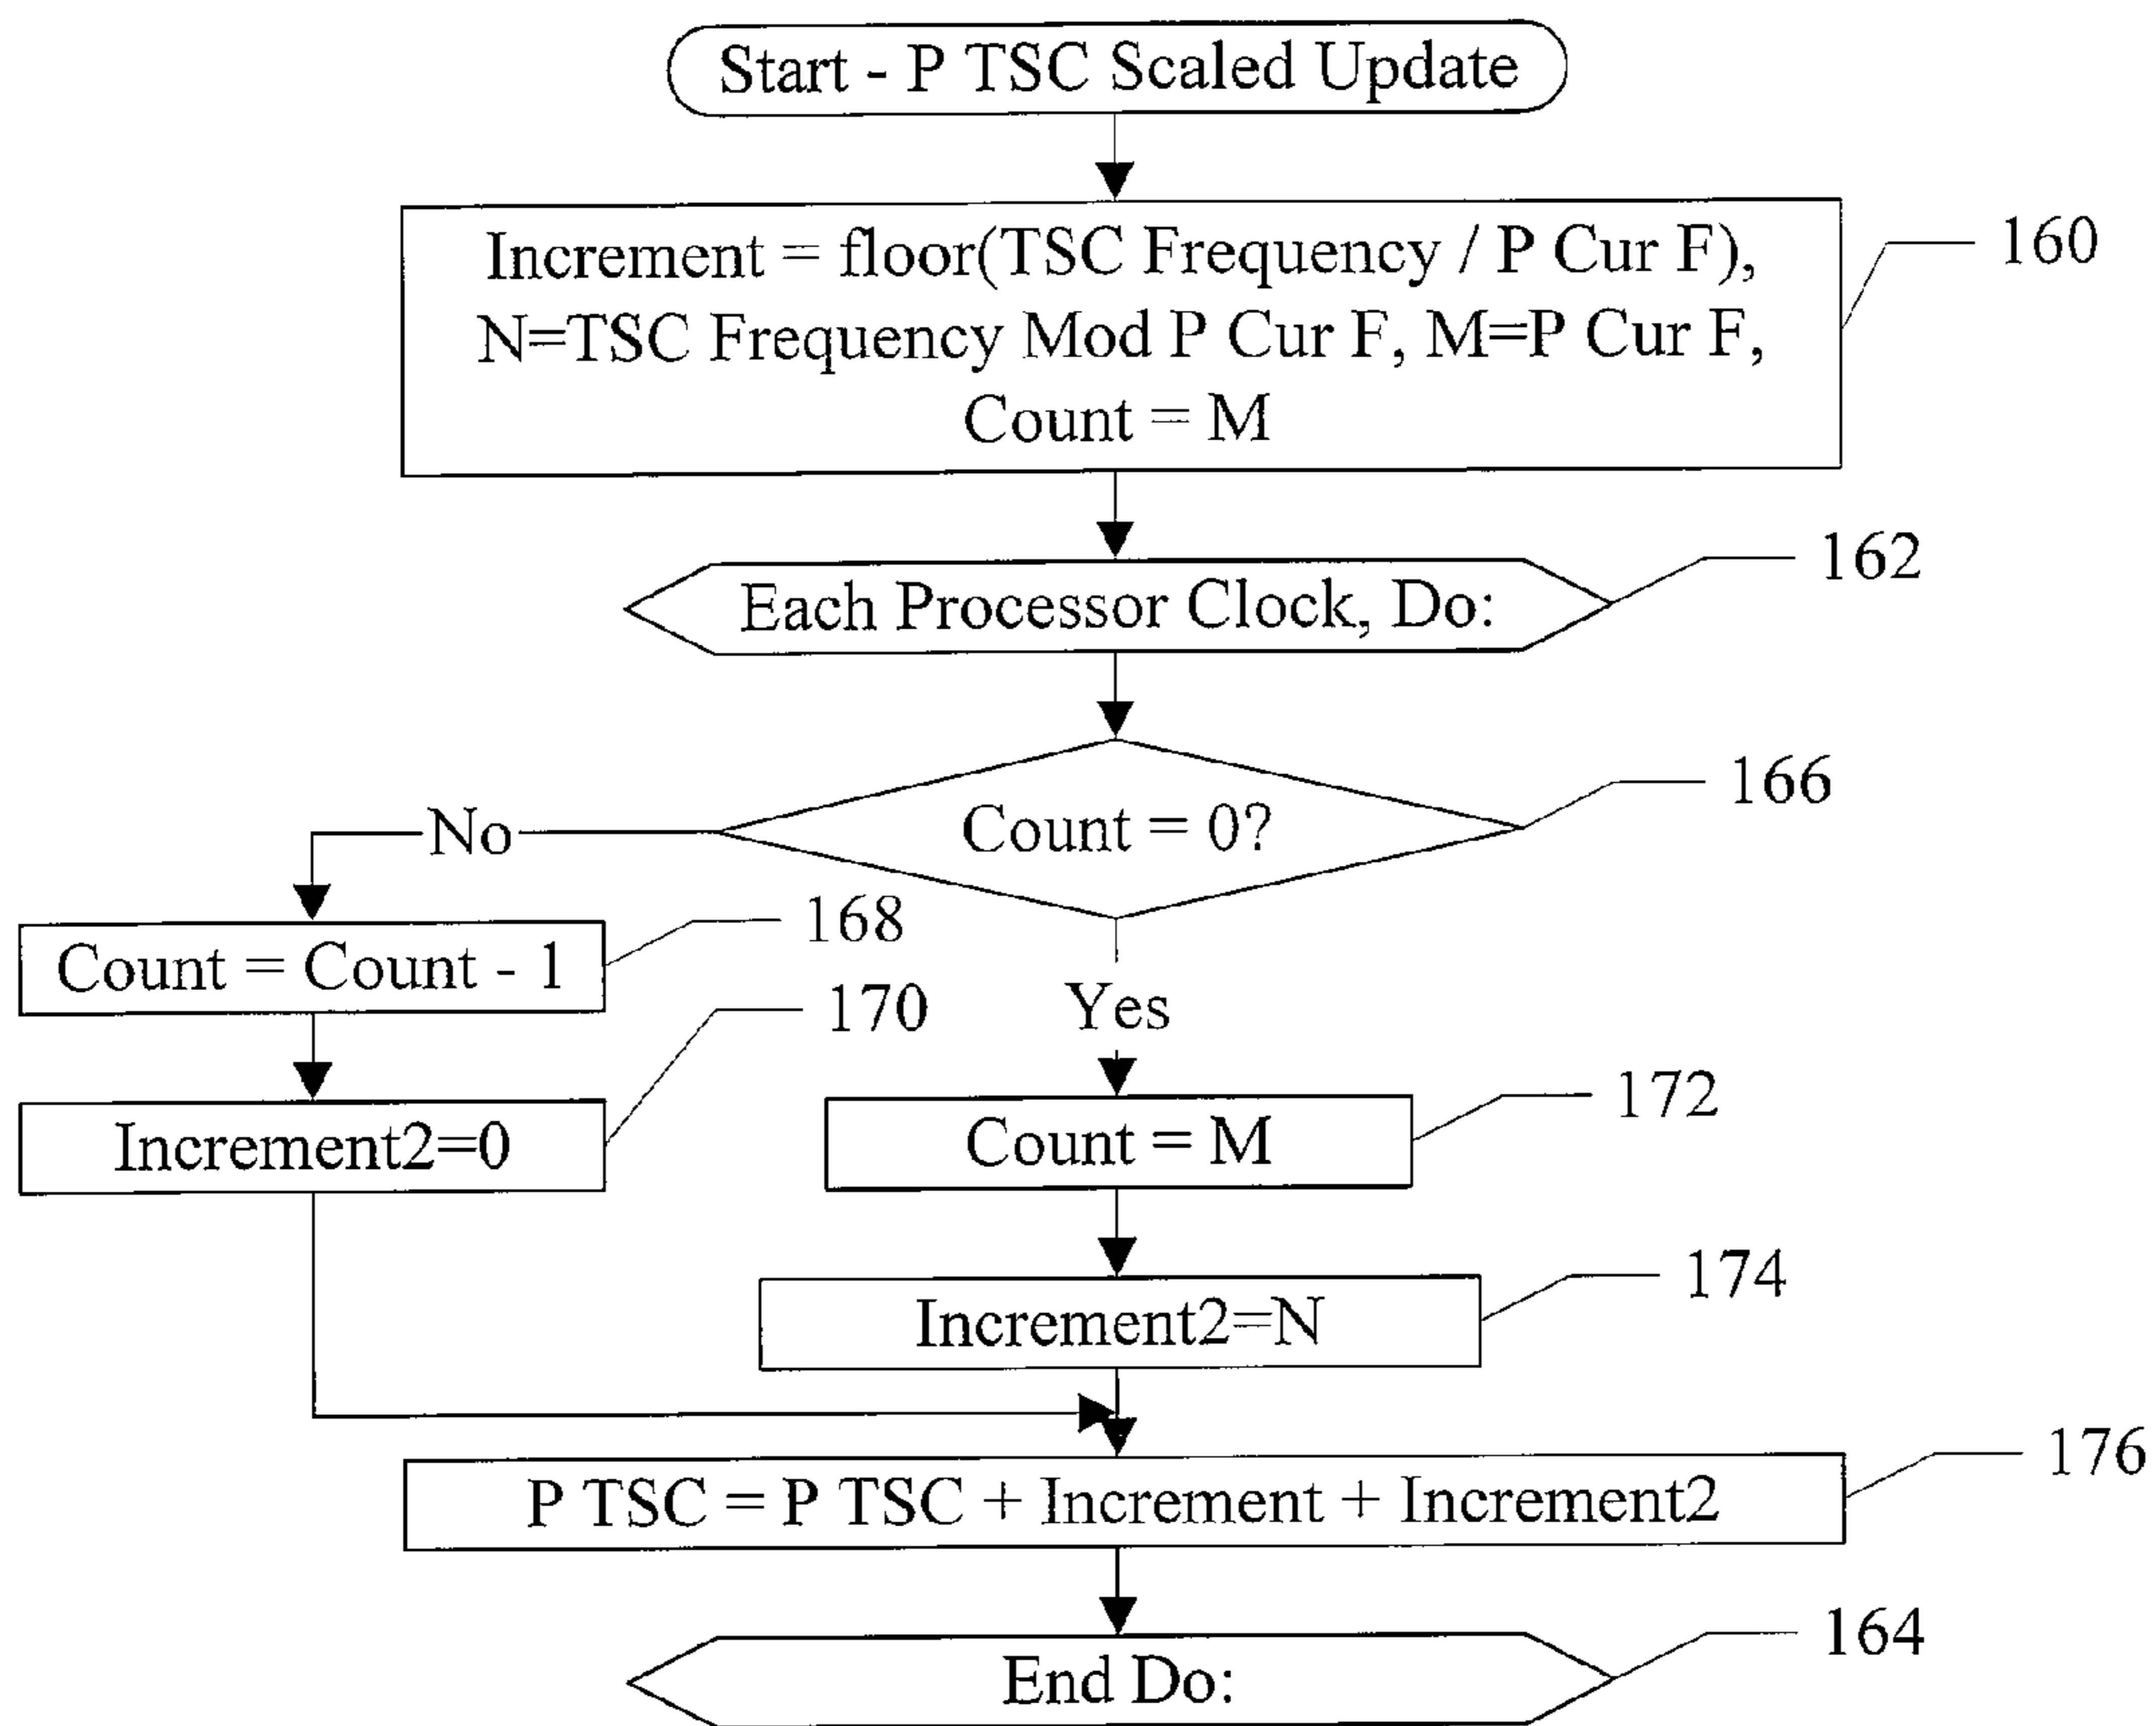 Start - P TSC Scaled Update
Increment = floor(TSC Frequency / P Cur F),
N=TSC Frequency Mod P Cur F, M=P Cur F,
Count = M
160
Each Processor Clock, Do:
162
Count = 0?
166
No
Yes
Count = Count - 1
168
Increment2=0
170
Count = M
172
Increment2=N
174
P TSC = P TSC + Increment + Increment2
176
End Do:
164